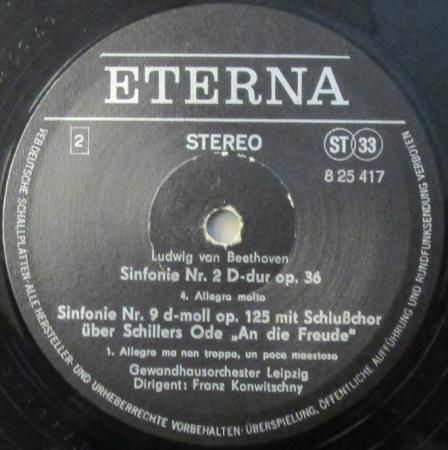 ETERNA
2
STEREO
ST 33
8 25 417
Ludwig van Beethoven
Sinfonie Nr. 2 D-dur op. 36
4. Allegro molto
Sinfonie Nr. 9 d-moll op. 125 mit Schlußchor
über Schillers Ode „An die Freude“
1. Allegro ma non troppo, un poco maestoso
Gewandhausorchester Leipzig
Dirigent: Franz Konwitschny
VEB DEUTSCHE SCHALLPLATTEN · ALLE HERSTELLER- UND URHEBERRECHTE VORBEHALTEN · ÜBERSPIELUNG, ÖFFENTLICHE AUFFÜHRUNG UND RUNDFUNKSENDUNG VERBOTEN